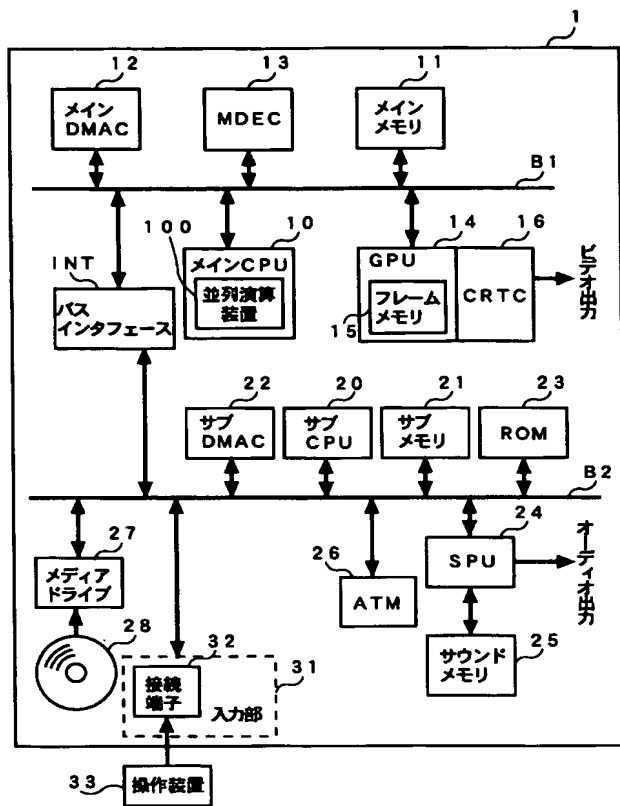 1
12
13
11
メイン
DMAC
MDEC
メイン
メモリ
B1
INT
100
10
14
16
メインCPU
並列演算
装置
GPU
フレーム
メモリ
15
CRTC
ビデオ出力
バス
インタフェース
22
20
21
23
サブ
DMAC
サブ
CPU
サブ
メモリ
ROM
B2
27
メディア
ドライブ
26
ATM
24
SPU
オーディオ出力
28
32
31
接続
端子
入力部
サウンド
メモリ
25
33
操作装置